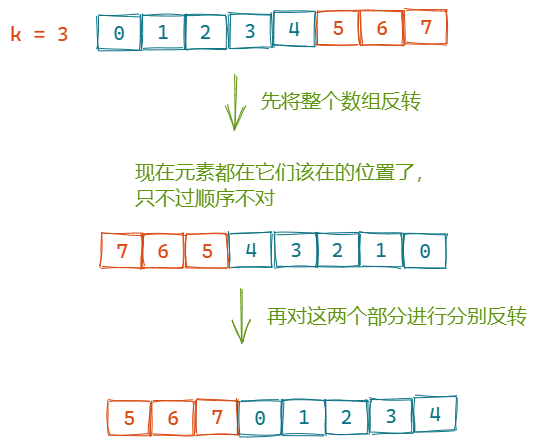 k = 3 0 1 2 3 4 5 6 7
先将整个数组反转
现在元素都在它们该在的位置了，
只不过顺序不对
7 6 5 4 3 2 1 0
再对这两个部分进行分别反转
5 6 7 0 1 2 3 4